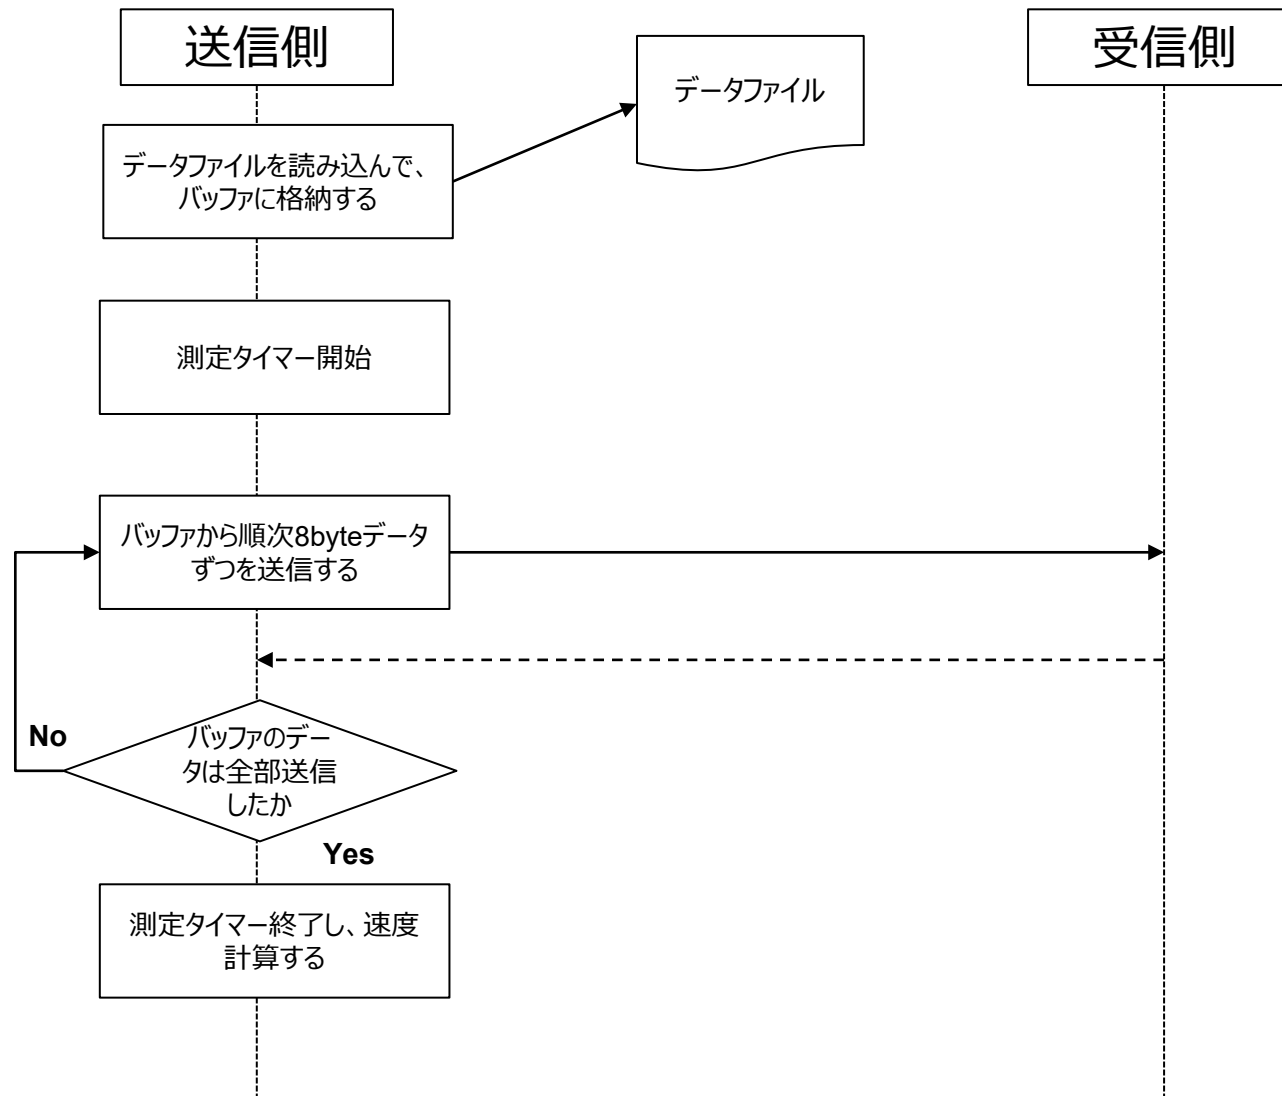 送信側
受信側
データファイル
データファイルを読み込んで、
バッファに格納する
測定タイマー開始
バッファから順次8byteデータ
ずつを送信する
No
バッファのデー
タは全部送信
したか
Yes
測定タイマー終了し、速度
計算する